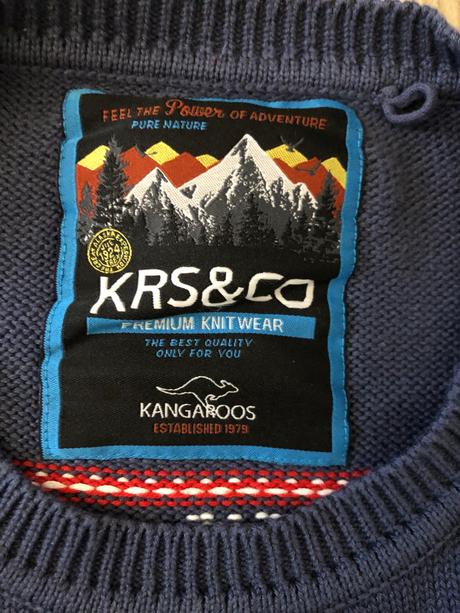 FEEL THE Power OF ADVENTURE
PURE NATURE
KRS&CO
PREMIUM KNITWEAR
THE BEST QUALITY
ONLY FOR YOU
KANGAROOS
ESTABLISHED 1979